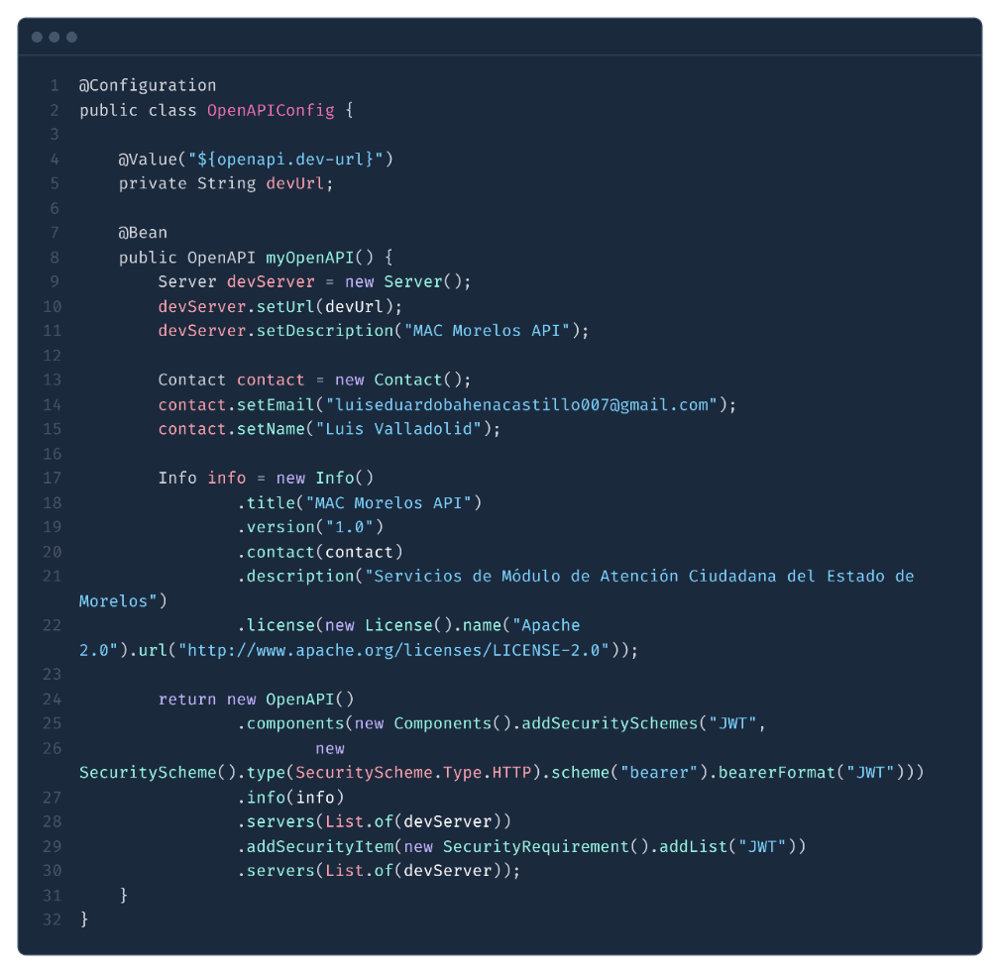 1 @Configuration
2 public class OpenAPIConfig {
3
4     @Value("${openapi.dev-url}")
5     private String devUrl;
6
7     @Bean
8     public OpenAPI myOpenAPI() {
9         Server devServer = new Server();
10         devServer.setUrl(devUrl);
11         devServer.setDescription("MAC Morelos API");
12
13         Contact contact = new Contact();
14         contact.setEmail("luiseduardobahenacastillo007@gmail.com");
15         contact.setName("Luis Valladolid");
16
17         Info info = new Info()
18                 .title("MAC Morelos API")
19                 .version("1.0")
20                 .contact(contact)
21                 .description("Servicios de Módulo de Atención Ciudadana del Estado de
Morelos")
22                 .license(new License().name("Apache
2.0").url("http://www.apache.org/licenses/LICENSE-2.0"));
23
24         return new OpenAPI()
25                 .components(new Components().addSecuritySchemes("JWT",
26                         new
SecurityScheme().type(SecurityScheme.Type.HTTP).scheme("bearer").bearerFormat("JWT")))
27                 .info(info)
28                 .servers(List.of(devServer))
29                 .addSecurityItem(new SecurityRequirement().addList("JWT"))
30                 .servers(List.of(devServer));
31     }
32 }